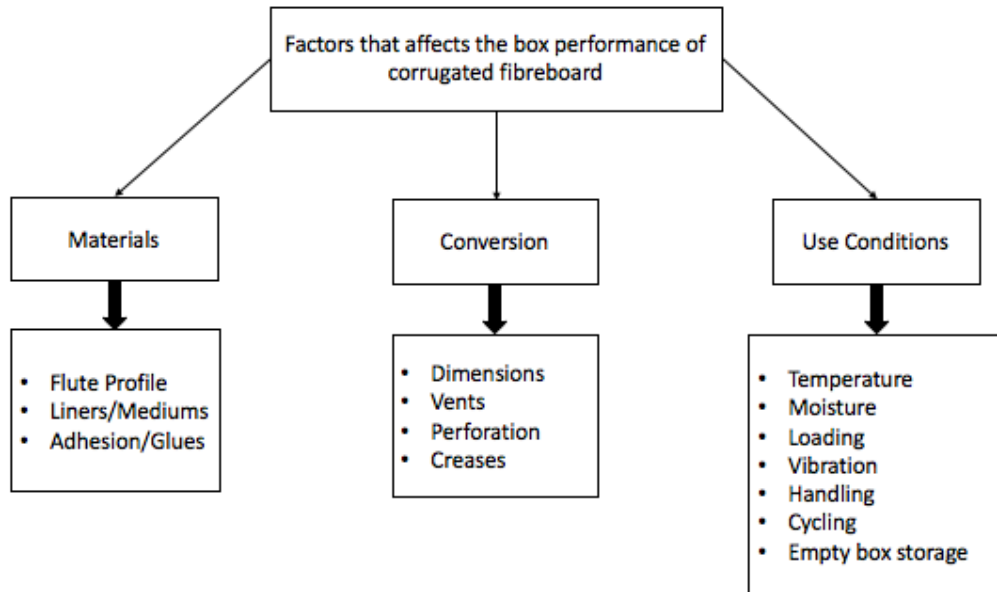 Factors that affects the box performance of
corrugated fibreboard
Materials
Conversion
Use Conditions
• Flute Profile
• Liners/Mediums
• Adhesion/Glues
• Dimensions
• Vents
• Perforation
• Creases
• Temperature
• Moisture
• Loading
• Vibration
• Handling
• Cycling
• Empty box storage